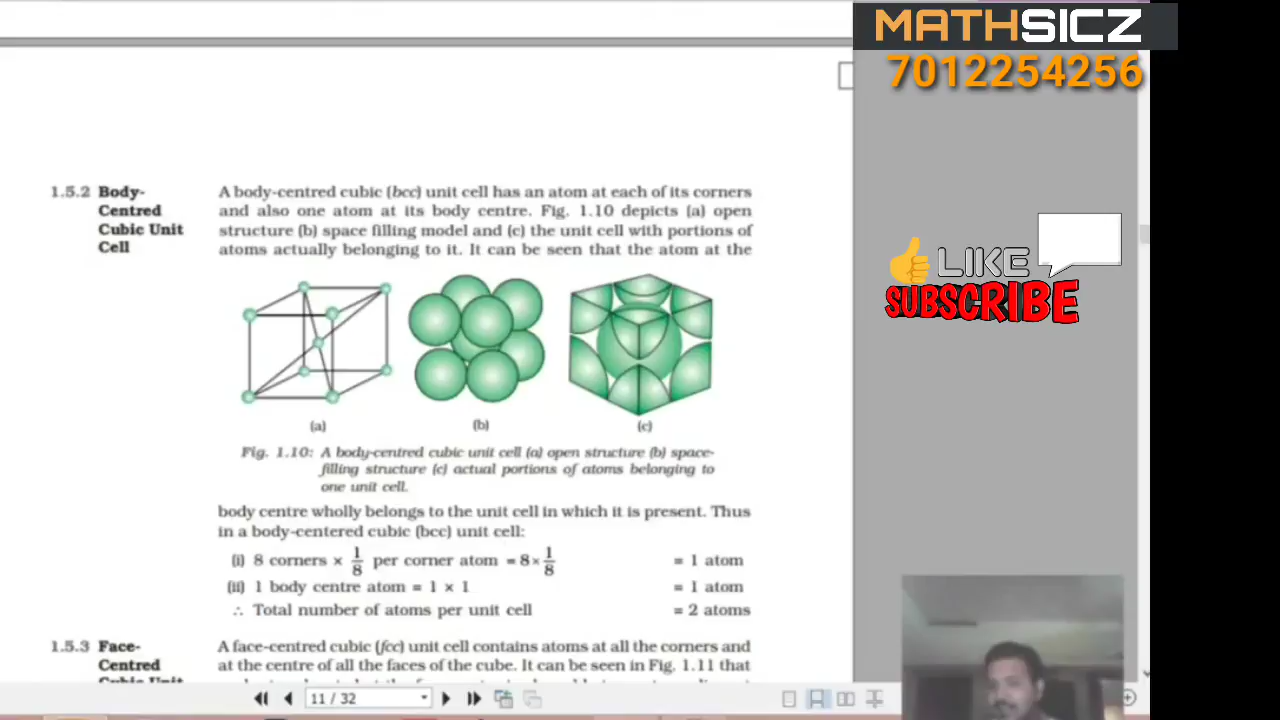 MATHSICZ
7012254256
1.5.2 Body-
Centred
Cubic Unit
Cell
A body-centred cubic (bcc) unit cell has an atom at each of its corners
and also one atom at its body centre. Fig. 1.10 depicts (a) open
structure (b) space filling model and (c) the unit cell with portions of
atoms actually belonging to it. It can be seen that the atom at the
LIKE
SUBSCRIBE
(a) (b) (c)
Fig. 1.10: A body-centred cubic unit cell (a) open structure (b) space-
filling structure (c) actual portions of atoms belonging to
one unit cell.
body centre wholly belongs to the unit cell in which it is present. Thus
in a body-centered cubic (bcc) unit cell:
(i) 8 corners × 1/8 per corner atom = 8 × 1/8 = 1 atom
(ii) 1 body centre atom = 1 × 1 = 1 atom
∴ Total number of atoms per unit cell = 2 atoms
1.5.3 Face-
Centred
Cubic Unit
A face-centred cubic (fcc) unit cell contains atoms at all the corners and
at the centre of all the faces of the cube. It can be seen in Fig. 1.11 that
11 / 32